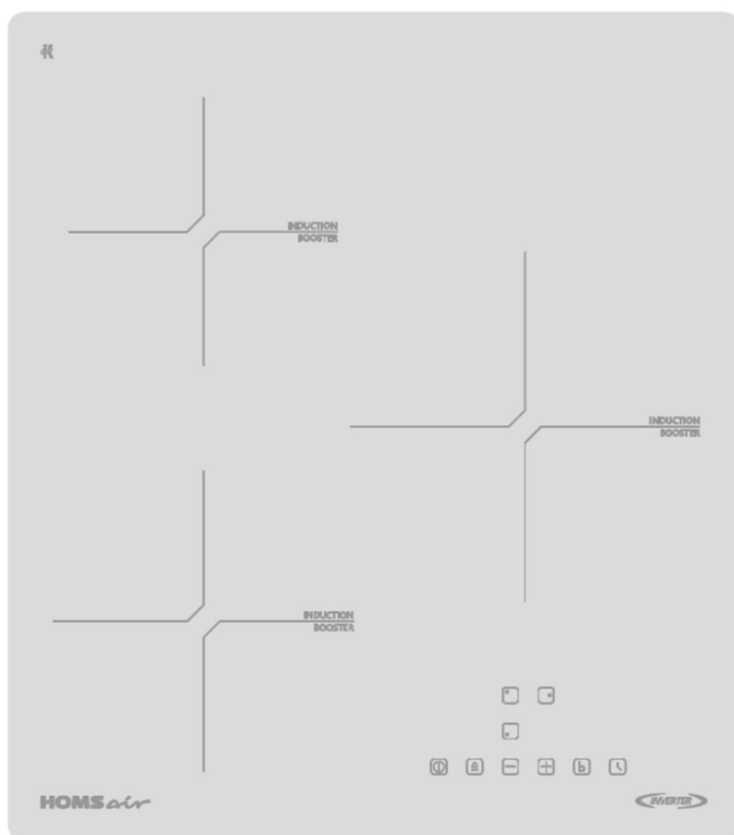 INDUCTION
BOOSTER
INDUCTION
BOOSTER
INDUCTION
BOOSTER
b
HOMSair
INVERTER